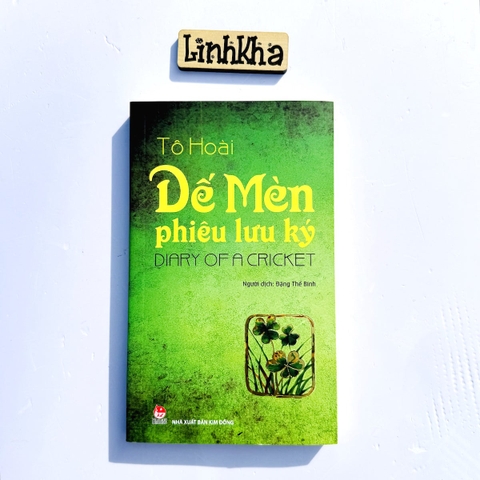 LinhKha
Tô Hoài
Dế Mèn
phiêu lưu ký
DIARY OF A CRICKET
Người dịch: Đặng Thế Bính
NHÀ XUẤT BẢN KIM ĐỒNG